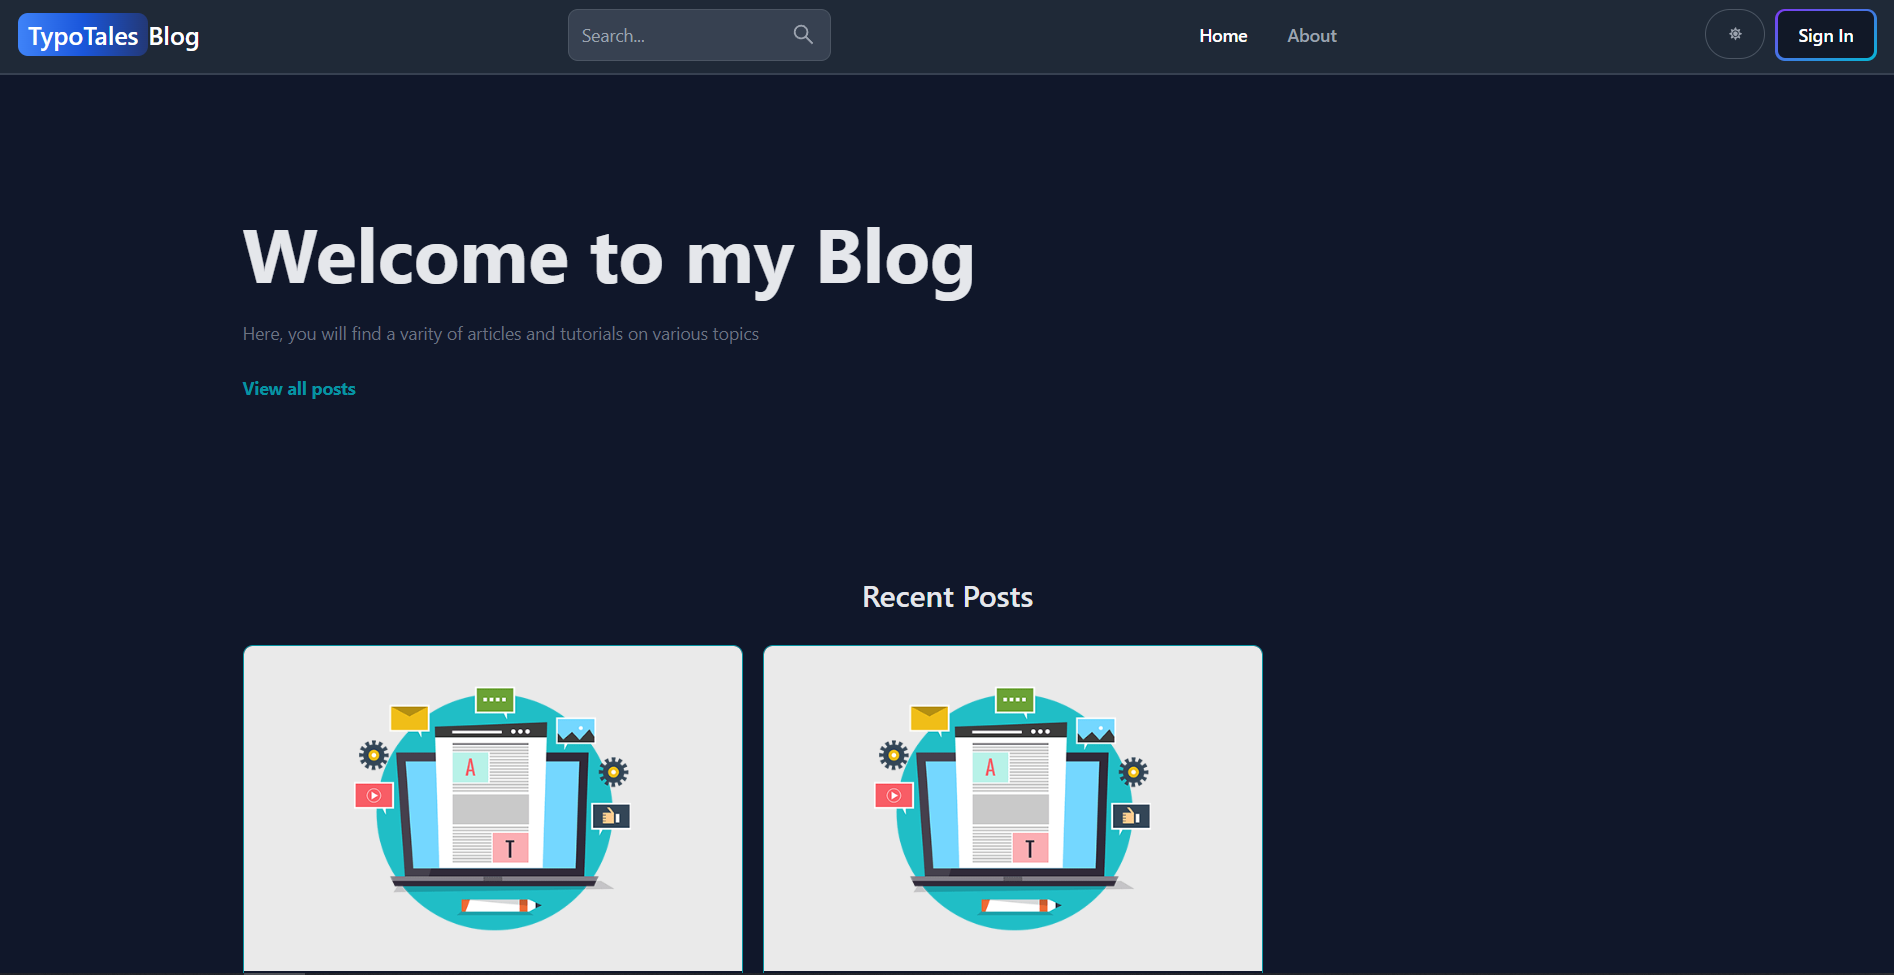 TypoTales Blog
Search...
Home
About
Sign In
Welcome to my Blog
Here, you will find a varity of articles and tutorials on various topics
View all posts
Recent Posts
A
T
A
T